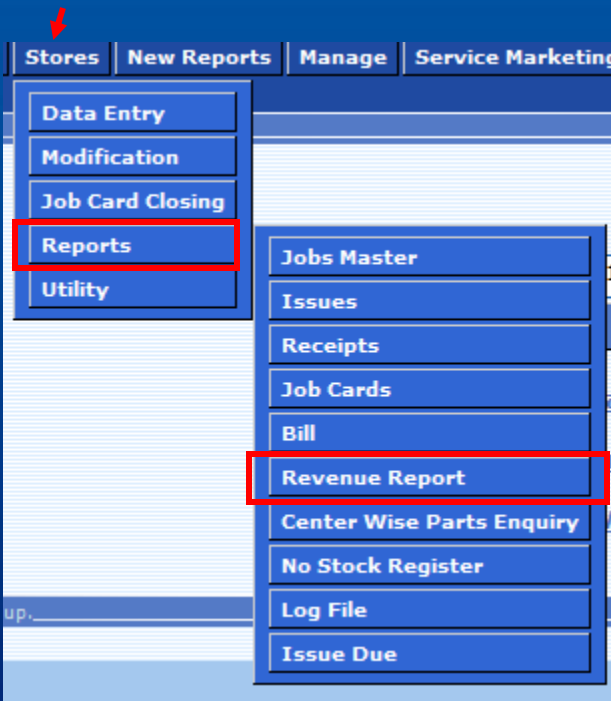 Stores New Reports Manage Service Marketing
Data Entry
Modification
Job Card Closing
Reports
Utility
Jobs Master
Issues
Receipts
Job Cards
Bill
Revenue Report
Center Wise Parts Enquiry
No Stock Register
Log File
Issue Due
up.